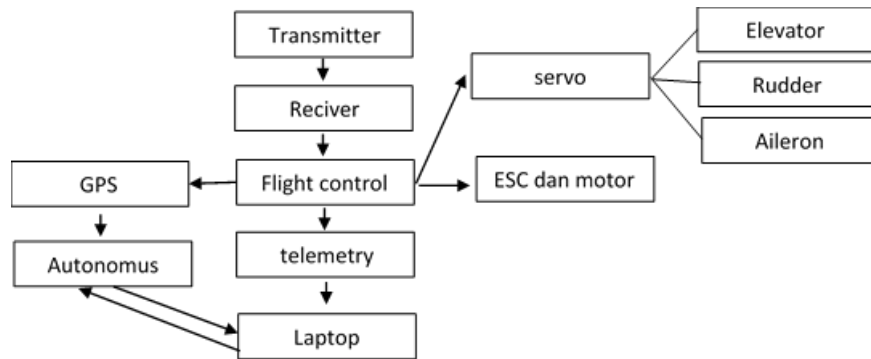 Transmitter
Elevator
servo
Rudder
Reciver
Aileron
GPS
Flight control
ESC dan motor
Autonomus
telemetry
Laptop